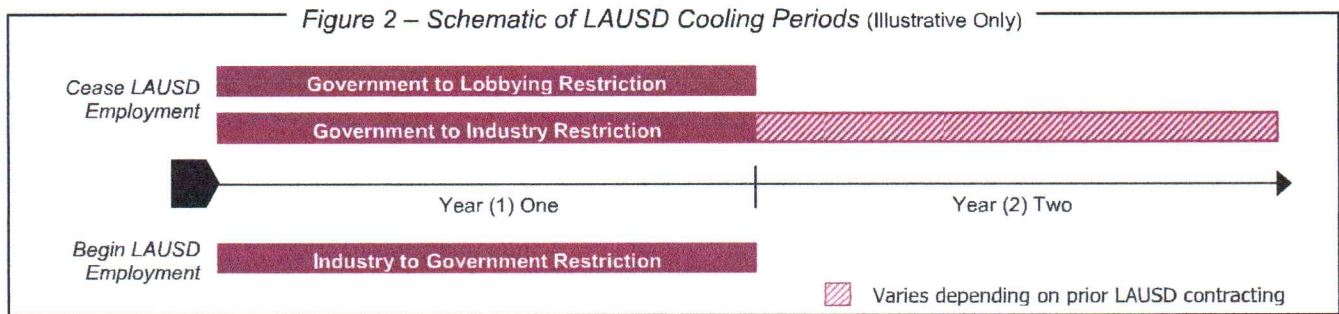 Figure 2 – Schematic of LAUSD Cooling Periods (Illustrative Only)
Cease LAUSD
Employment
Government to Lobbying Restriction
Government to Industry Restriction
Year (1) One
Year (2) Two
Begin LAUSD
Employment
Industry to Government Restriction
Varies depending on prior LAUSD contracting